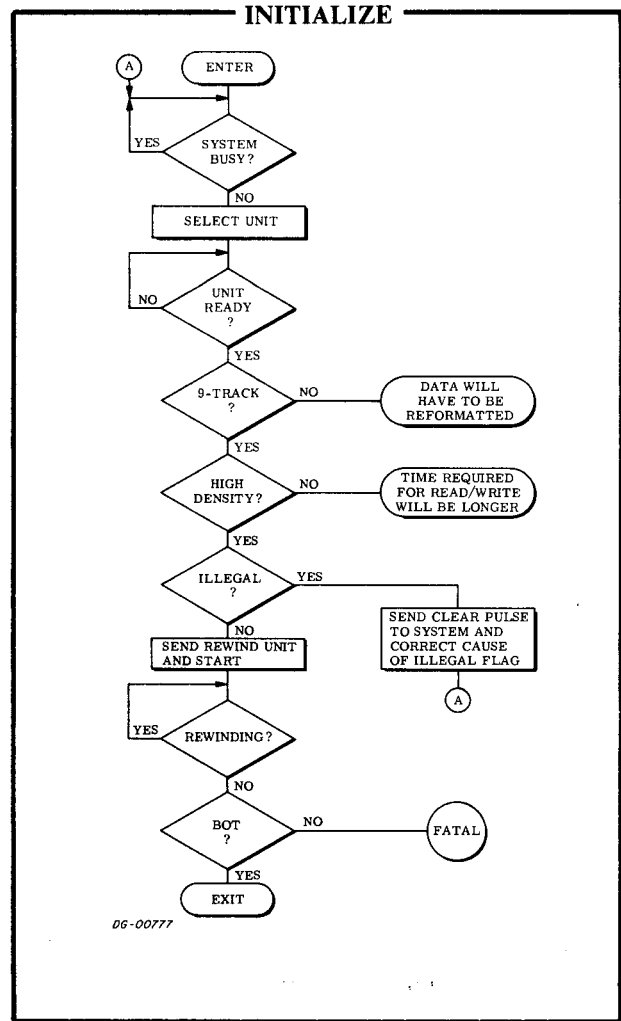 INITIALIZE
A
ENTER
YES
SYSTEM
BUSY?
NO
SELECT UNIT
NO
UNIT
READY
?
YES
9-TRACK
?
NO
DATA WILL
HAVE TO BE
REFORMATTED
YES
HIGH
DENSITY?
NO
TIME REQUIRED
FOR READ/WRITE
WILL BE LONGER
YES
ILLEGAL
?
YES
NO
SEND REWIND UNIT
AND START
SEND CLEAR PULSE
TO SYSTEM AND
CORRECT CAUSE
OF ILLEGAL FLAG
A
YES
REWINDING?
NO
BOT
?
NO
FATAL
YES
EXIT
DG-00777